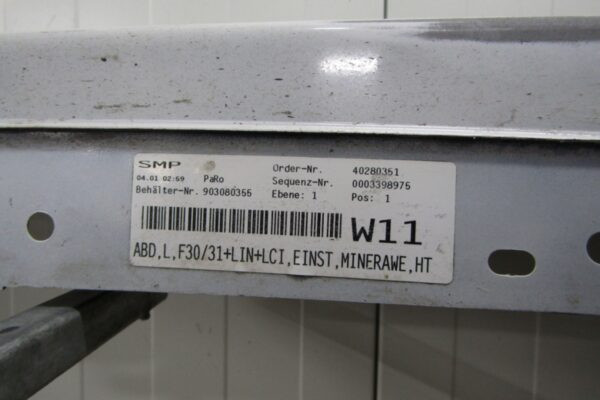 SMP Order-Nr. 40280351
04.01 02:59 PaRo Sequenz-Nr. 0003398975
Behälter-Nr. 903080355 Ebene: 1 Pos: 1
W11
ABD,L,F30/31+LIN+LCI,EINST,MINERAWE,HT